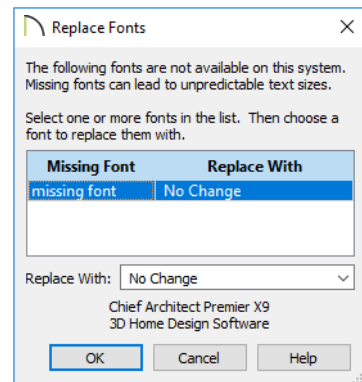 Replace Fonts
The following fonts are not available on this system.
Missing fonts can lead to unpredictable text sizes.
Select one or more fonts in the list. Then choose a
font to replace them with.
Missing Font Replace With
missing font No Change
Replace With: No Change
Chief Architect Premier X9
3D Home Design Software
OK Cancel Help